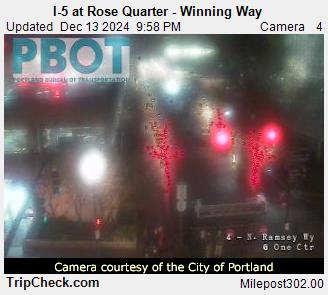 I-5 at Rose Quarter - Winning Way
Updated Dec 13 2024 9:58 PM Camera 4
PBOT
PORTLAND BUREAU OF TRANSPORTATION
4 - N. Ramsey Wy
@ One Ctr
Camera courtesy of the City of Portland
TripCheck.com Milepost302.00